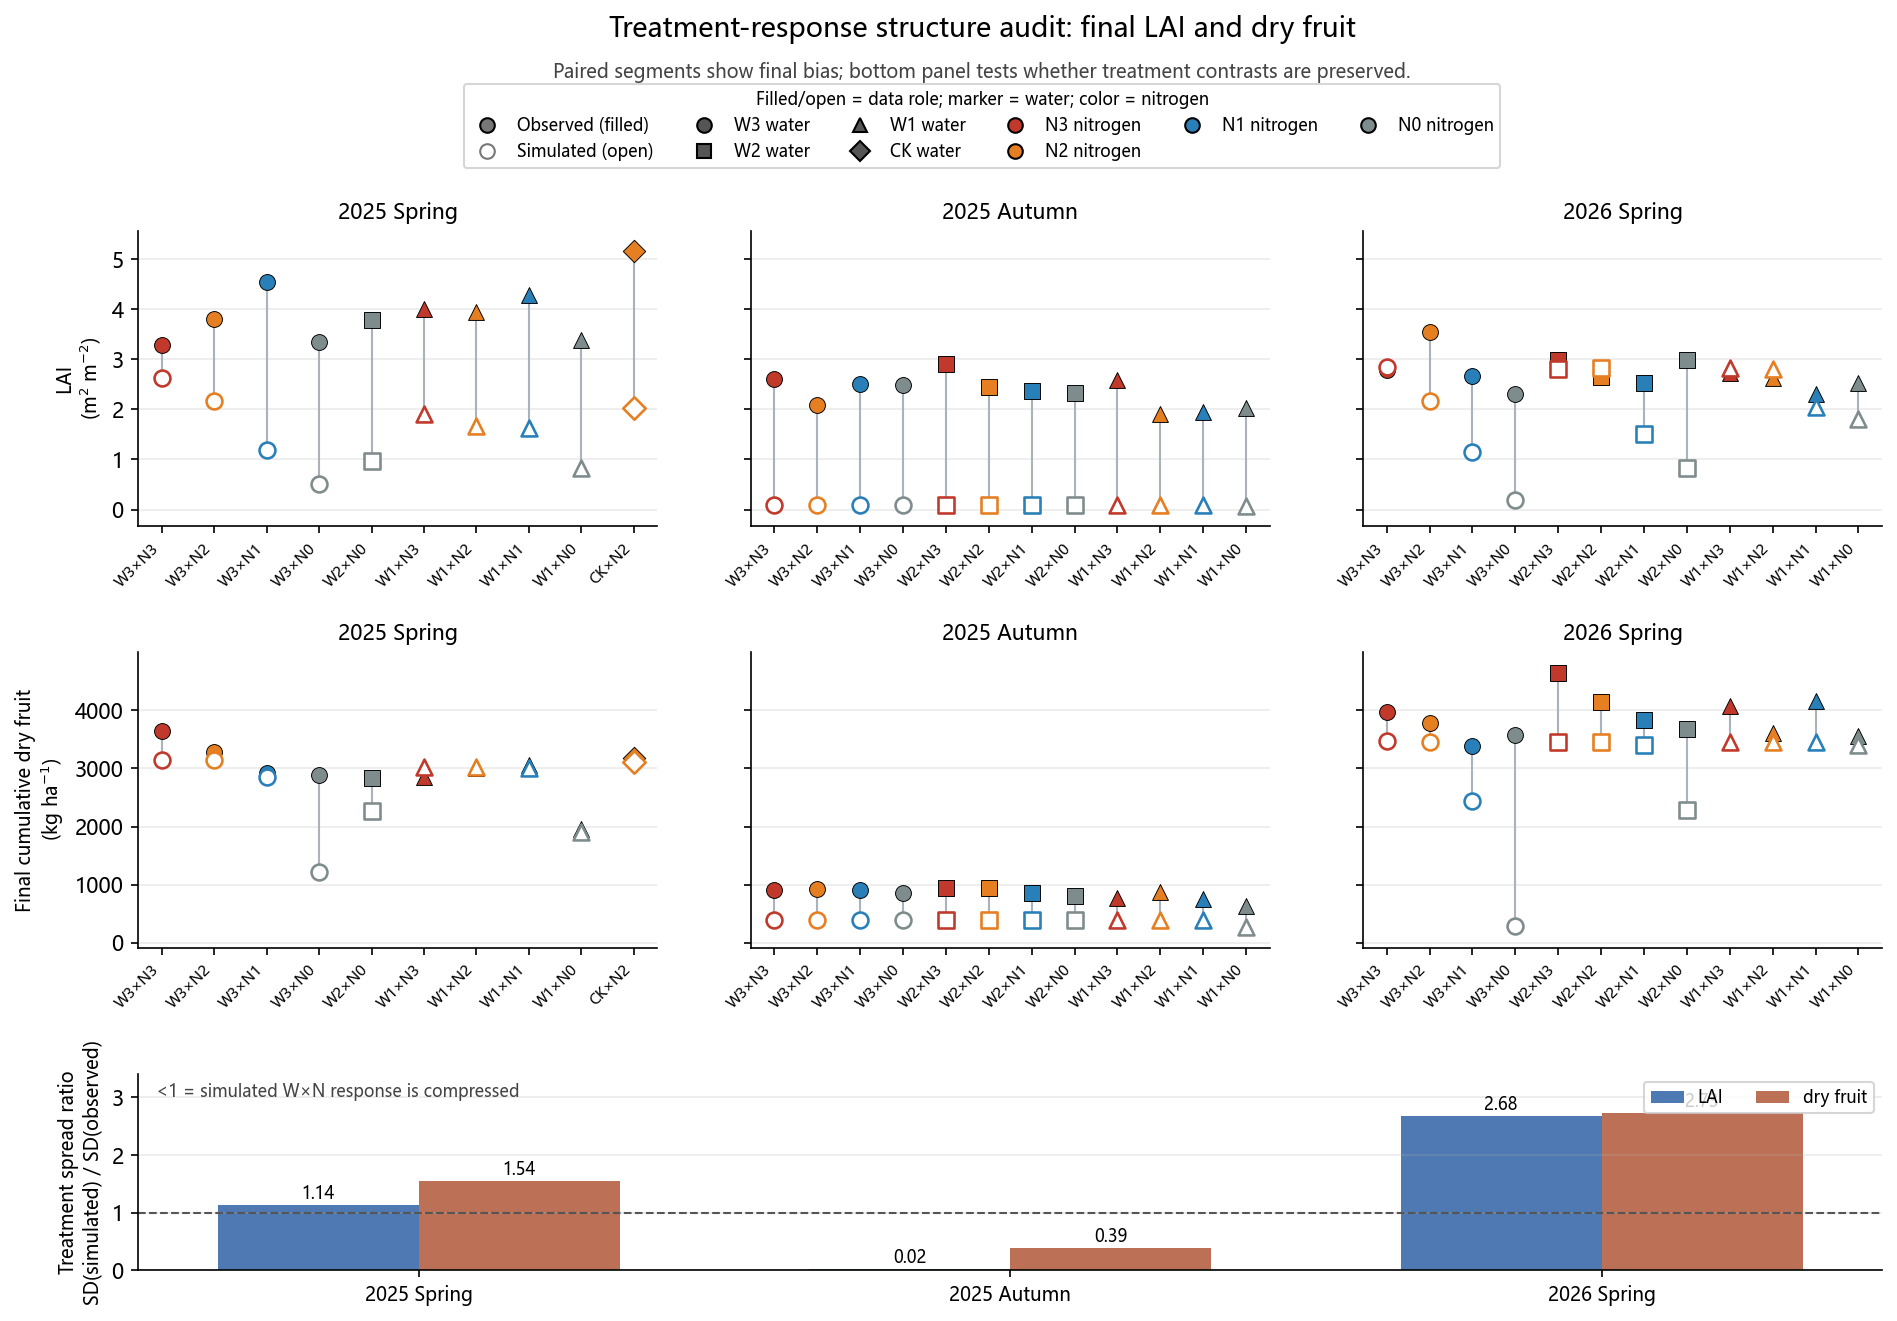 Treatment-response structure audit: final LAI and dry fruit
Paired segments show final bias; bottom panel tests whether treatment contrasts are preserved.
Filled/open = data role; marker = water; color = nitrogen
Observed (filled) W3 water W1 water N3 nitrogen N1 nitrogen N0 nitrogen
Simulated (open) W2 water CK water N2 nitrogen
2025 Spring 2025 Autumn 2026 Spring
LAI
(m² m⁻²)
5
4
3
2
1
0
W3×N3 W3×N2 W3×N1 W3×N0 W2×N0 W1×N3 W1×N2 W1×N1 W1×N0 CK×N2
W3×N3 W3×N2 W3×N1 W3×N0 W2×N3 W2×N2 W2×N1 W2×N0 W1×N3 W1×N2 W1×N1 W1×N0
W3×N3 W3×N2 W3×N1 W3×N0 W2×N3 W2×N2 W2×N1 W2×N0 W1×N3 W1×N2 W1×N1 W1×N0
2025 Spring 2025 Autumn 2026 Spring
Final cumulative dry fruit
(kg ha⁻¹)
4000
3000
2000
1000
0
W3×N3 W3×N2 W3×N1 W3×N0 W2×N0 W1×N3 W1×N2 W1×N1 W1×N0 CK×N2
W3×N3 W3×N2 W3×N1 W3×N0 W2×N3 W2×N2 W2×N1 W2×N0 W1×N3 W1×N2 W1×N1 W1×N0
W3×N3 W3×N2 W3×N1 W3×N0 W2×N3 W2×N2 W2×N1 W2×N0 W1×N3 W1×N2 W1×N1 W1×N0
Treatment spread ratio
SD(simulated) / SD(observed)
<1 = simulated W×N response is compressed
LAI dry fruit
3
2
1
0
1.14 1.54 0.02 0.39 2.68
2025 Spring 2025 Autumn 2026 Spring